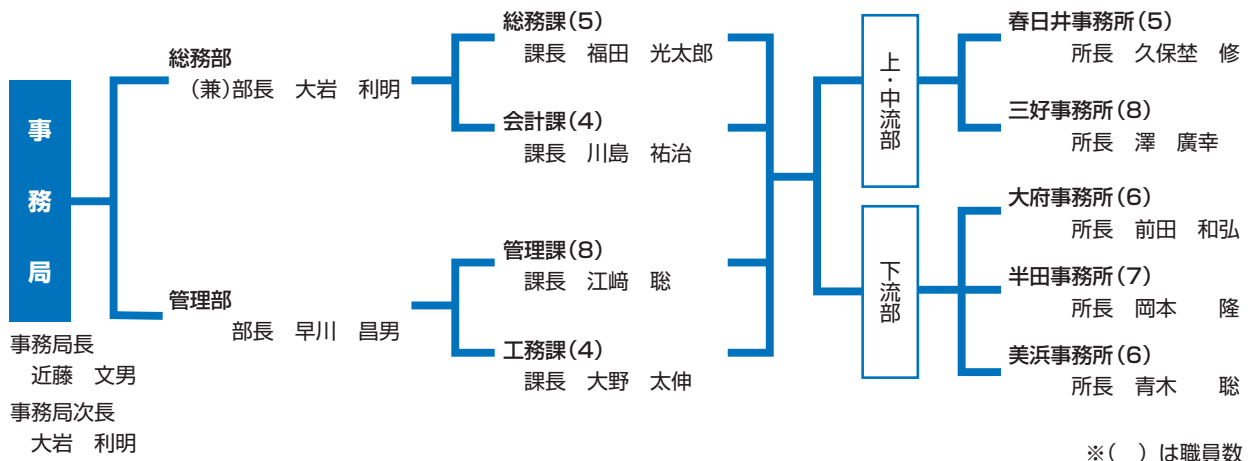 事務局
事務局長
近藤　文男
事務局次長
大岩　利明
総務部
(兼)部長　大岩　利明
管理部
部長　早川　昌男
総務課(5)
課長　福田　光太郎
会計課(4)
課長　川島　祐治
管理課(8)
課長　江﨑　聡
工務課(4)
課長　大野　太伸
上・中流部
下流部
春日井事務所(5)
所長　久保埜　修
三好事務所(8)
所長　澤　廣幸
大府事務所(6)
所長　前田　和弘
半田事務所(7)
所長　岡本　隆
美浜事務所(6)
所長　青木　聡
※(　)は職員数